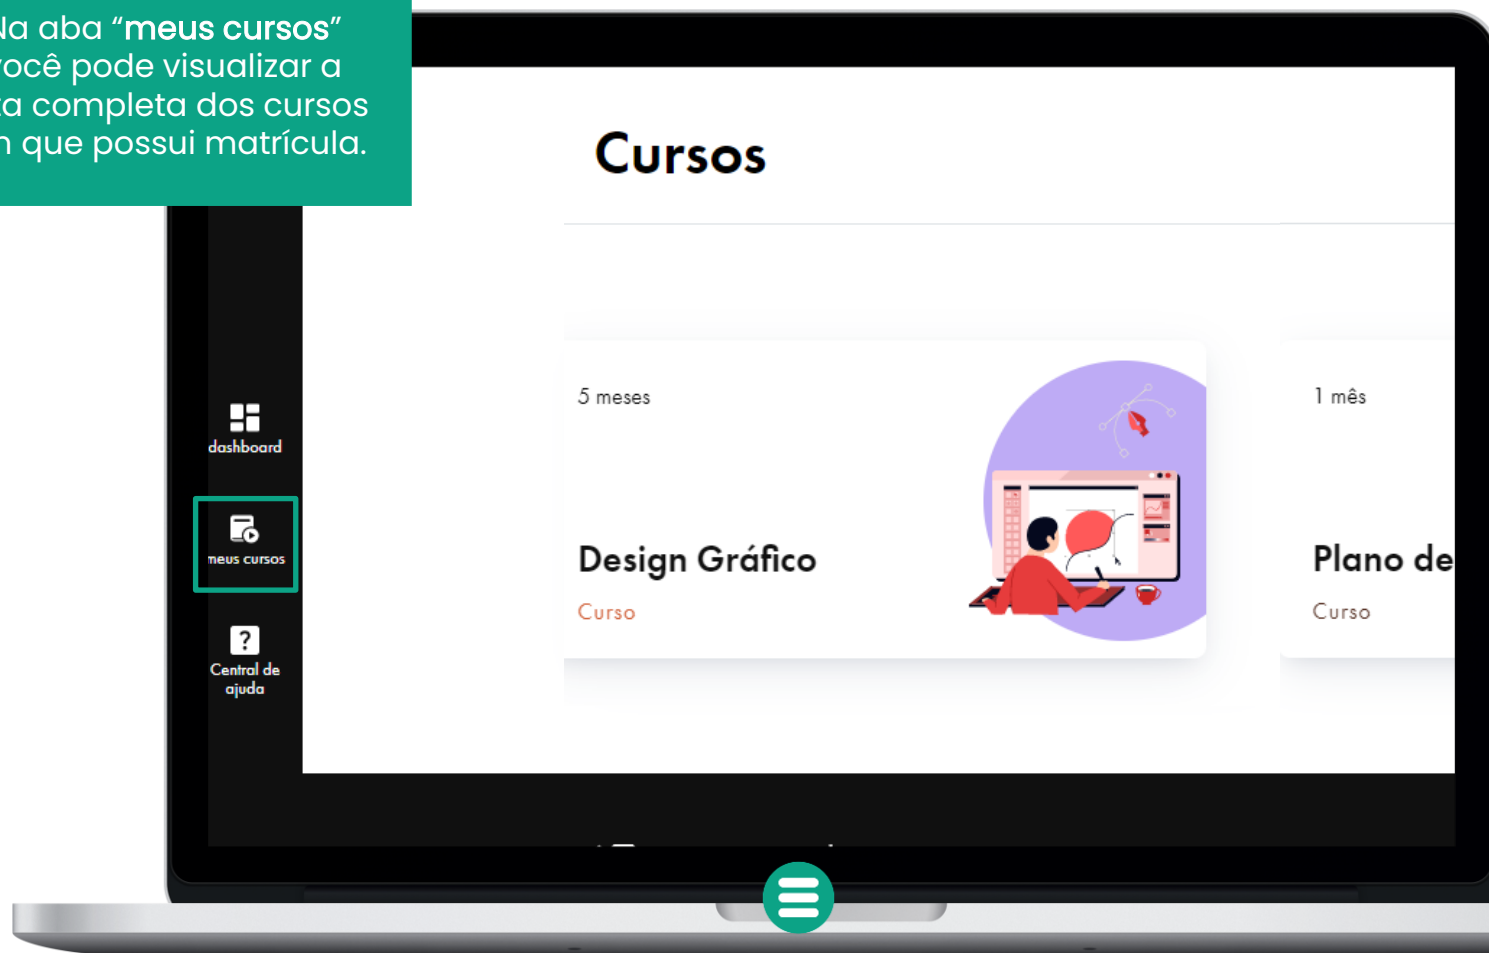 Na aba “meus cursos”
você pode visualizar a
completa dos cursos
que possui matrícula.
Cursos
5 meses
Design Gráfico
Curso
1 mês
Plano de
Curso
dashboard
meus cursos
?
Central de
ajuda